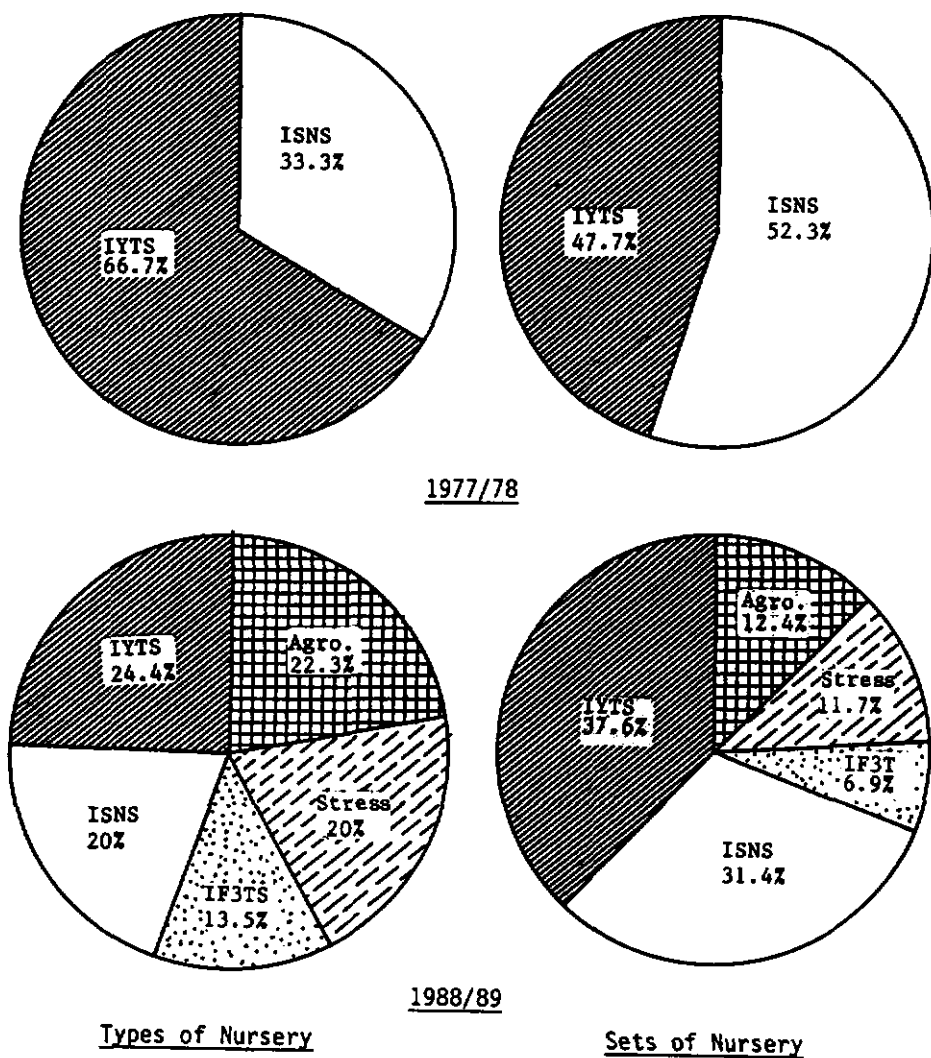 ISNS
33.3%
IYTS
66.7%
ISNS
52.3%
IYTS
47.7%
1977/78
IYTS
24.4%
Agro.
22.3%
ISNS
20%
Stress
20%
IF3TS
13.5%
Agro.
12.4%
Stress
11.7%
IYTS
37.6%
IF3T
6.9%
ISNS
31.4%
1988/89
Types of Nursery
Sets of Nursery